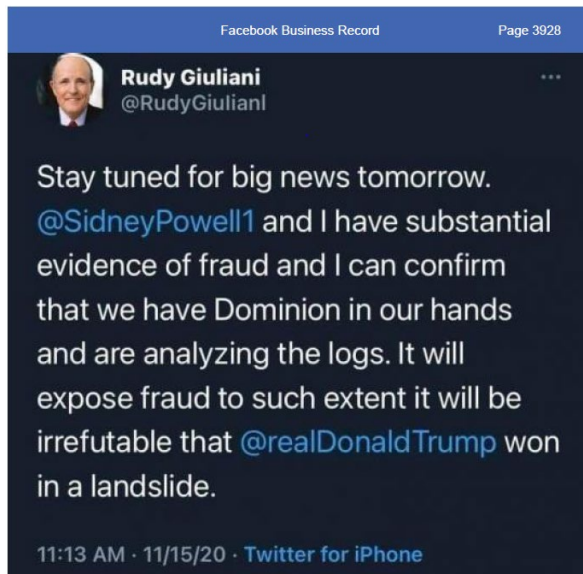 Facebook Business Record Page 3928
Rudy Giuliani
@RudyGiulianl
Stay tuned for big news tomorrow.
@SidneyPowell1 and I have substantial
evidence of fraud and I can confirm
that we have Dominion in our hands
and are analyzing the logs. It will
expose fraud to such extent it will be
irrefutable that @realDonaldTrump won
in a landslide.
11:13 AM · 11/15/20 · Twitter for iPhone